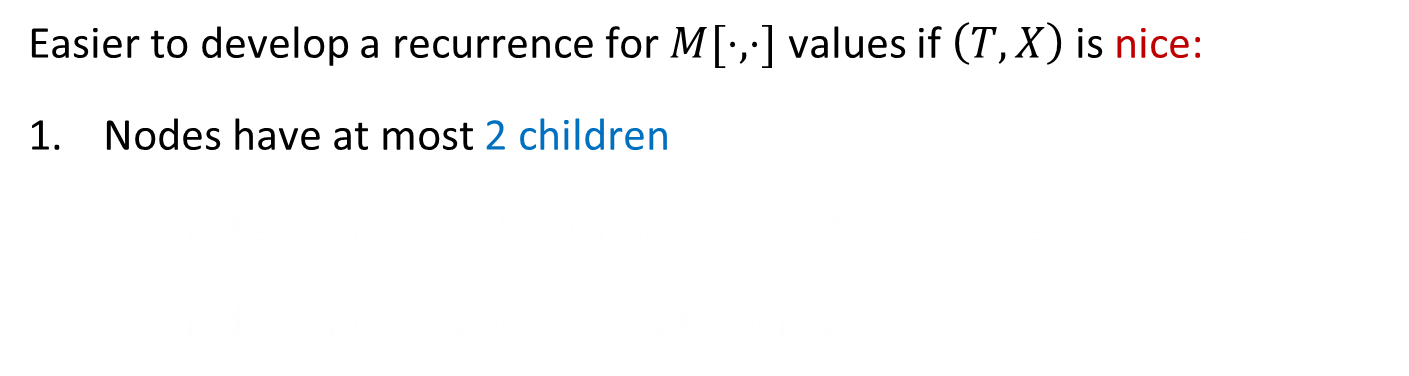 Easier to develop a recurrence for M[·,·] values if (T, X) is nice:
1. Nodes have at most 2 children